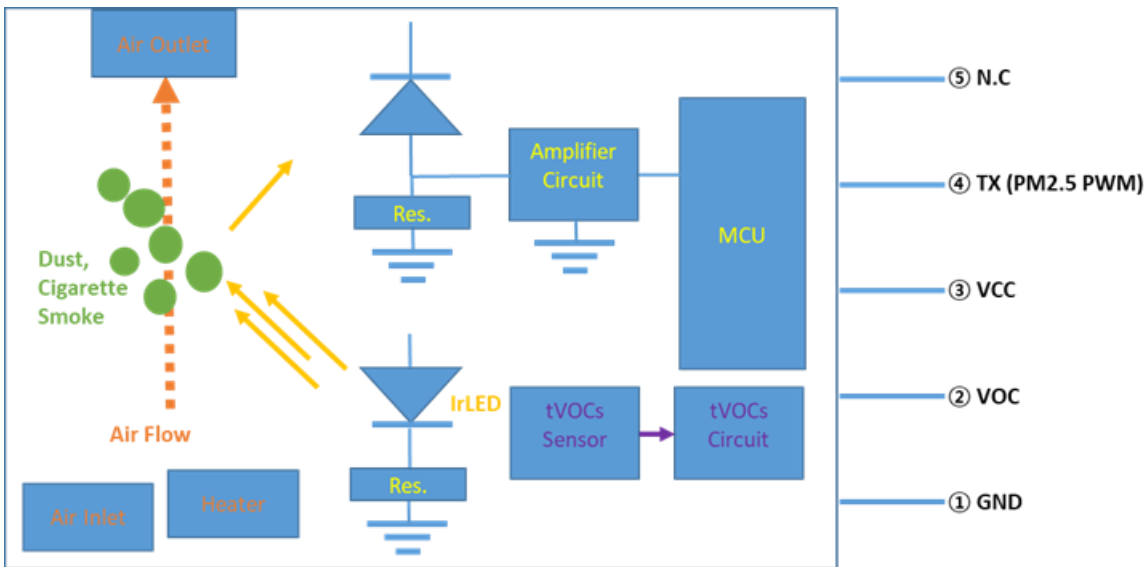 Air Outlet
⑤ N.C
Amplifier
Circuit
④ TX (PM2.5 PWM)
Res.
MCU
Dust,
Cigarette
Smoke
③ VCC
IrLED
tVOCs
Sensor
tVOCs
Circuit
② VOC
Air Flow
Res.
Air Inlet
Heater
① GND